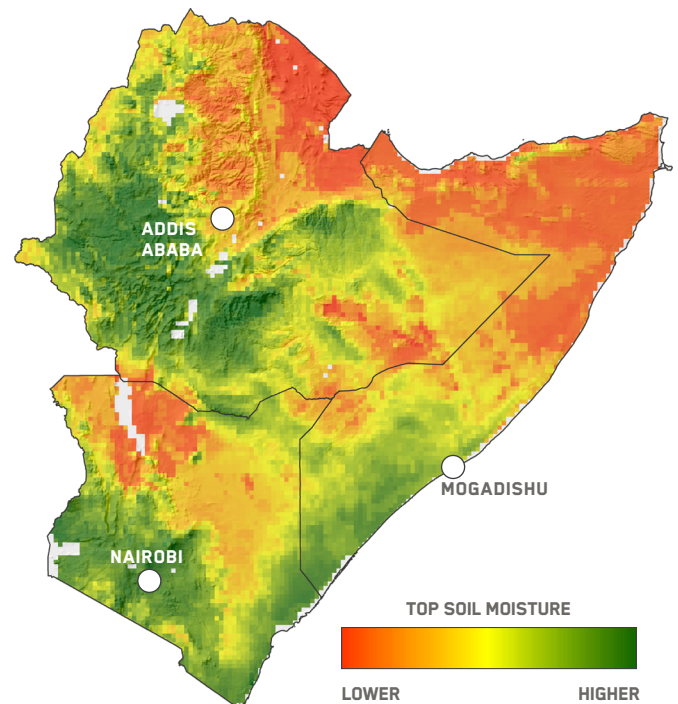 ADDIS
ABABA
MOGADISHU
NAIROBI
TOP SOIL MOISTURE
LOWER HIGHER